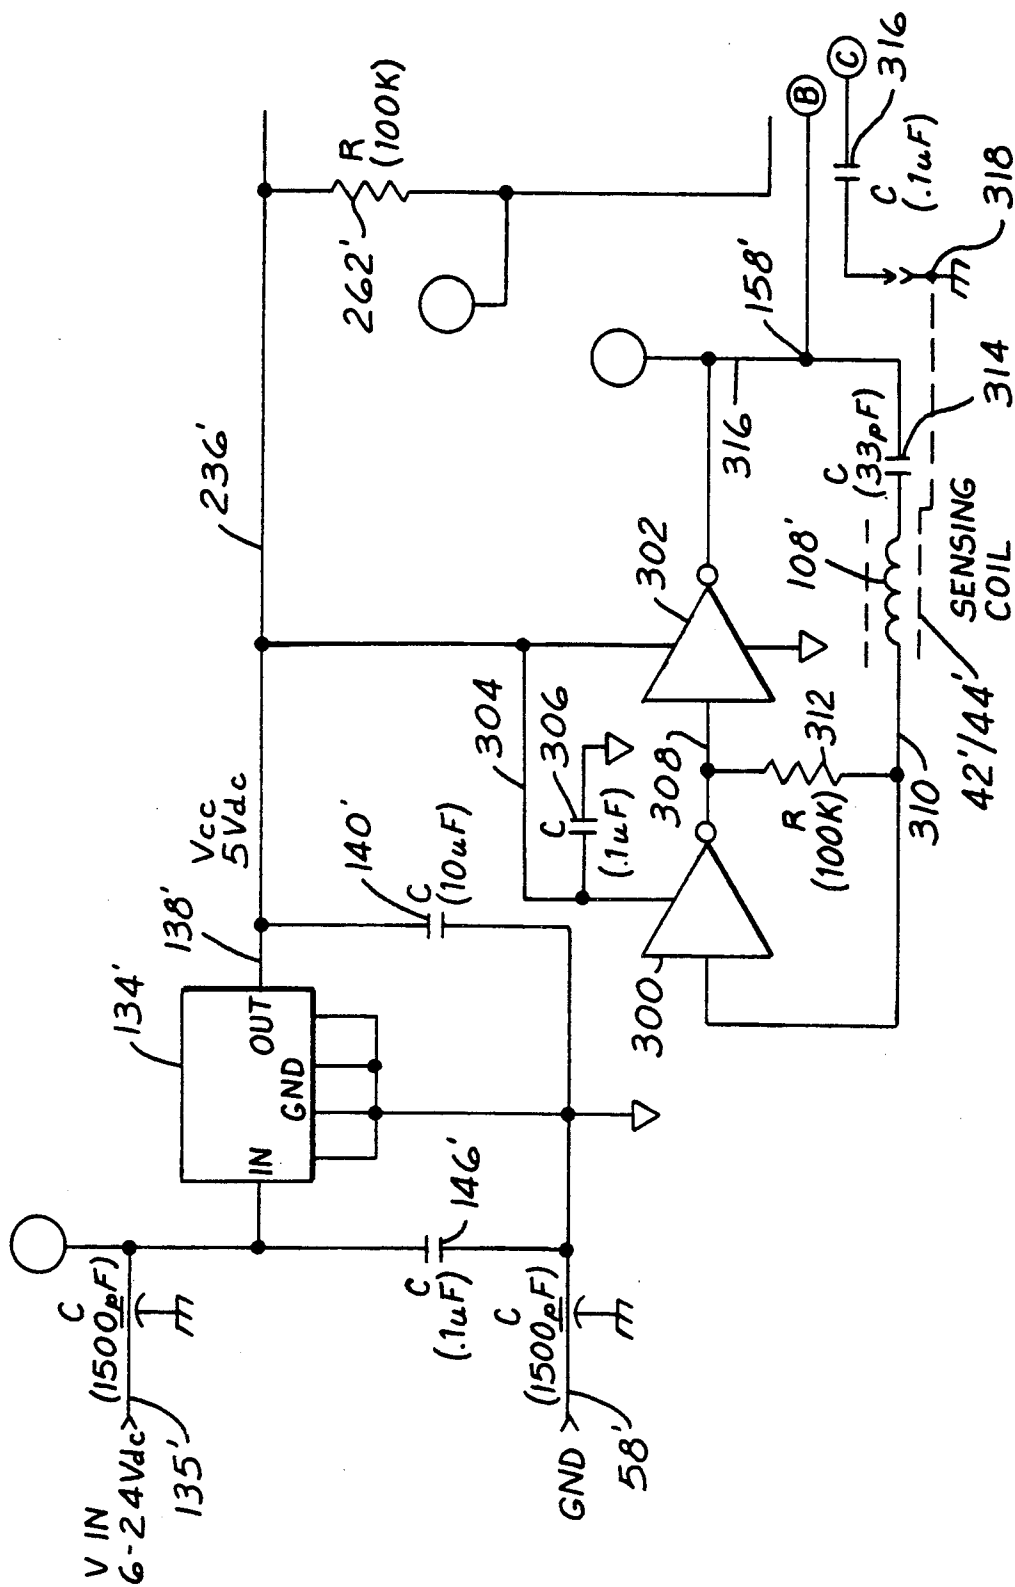 V IN
6-24Vdc
135'
C
(1500pF)
134'
IN
OUT
GND
138'
Vcc
5Vdc
236'
R
(100K)
262'
C
(.1uF)
146'
140'
C
(10uF)
GND
58'
C
(1500pF)
304
C
(.1uF)
306
300
302
308
R
(100K)
312
310
316
158'
B
C
C
(.1uF)
316
318
108'
C
(33pF)
314
SENSING
COIL
42'/44'